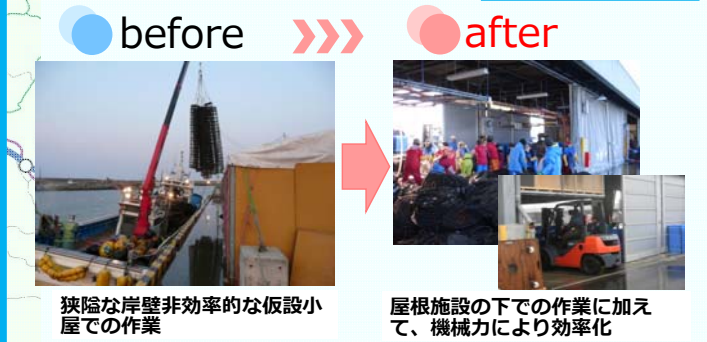 before
after
狭隘な岸壁非効率的な仮設小
屋での作業
屋根施設の下での作業に加え
て、機械力により効率化